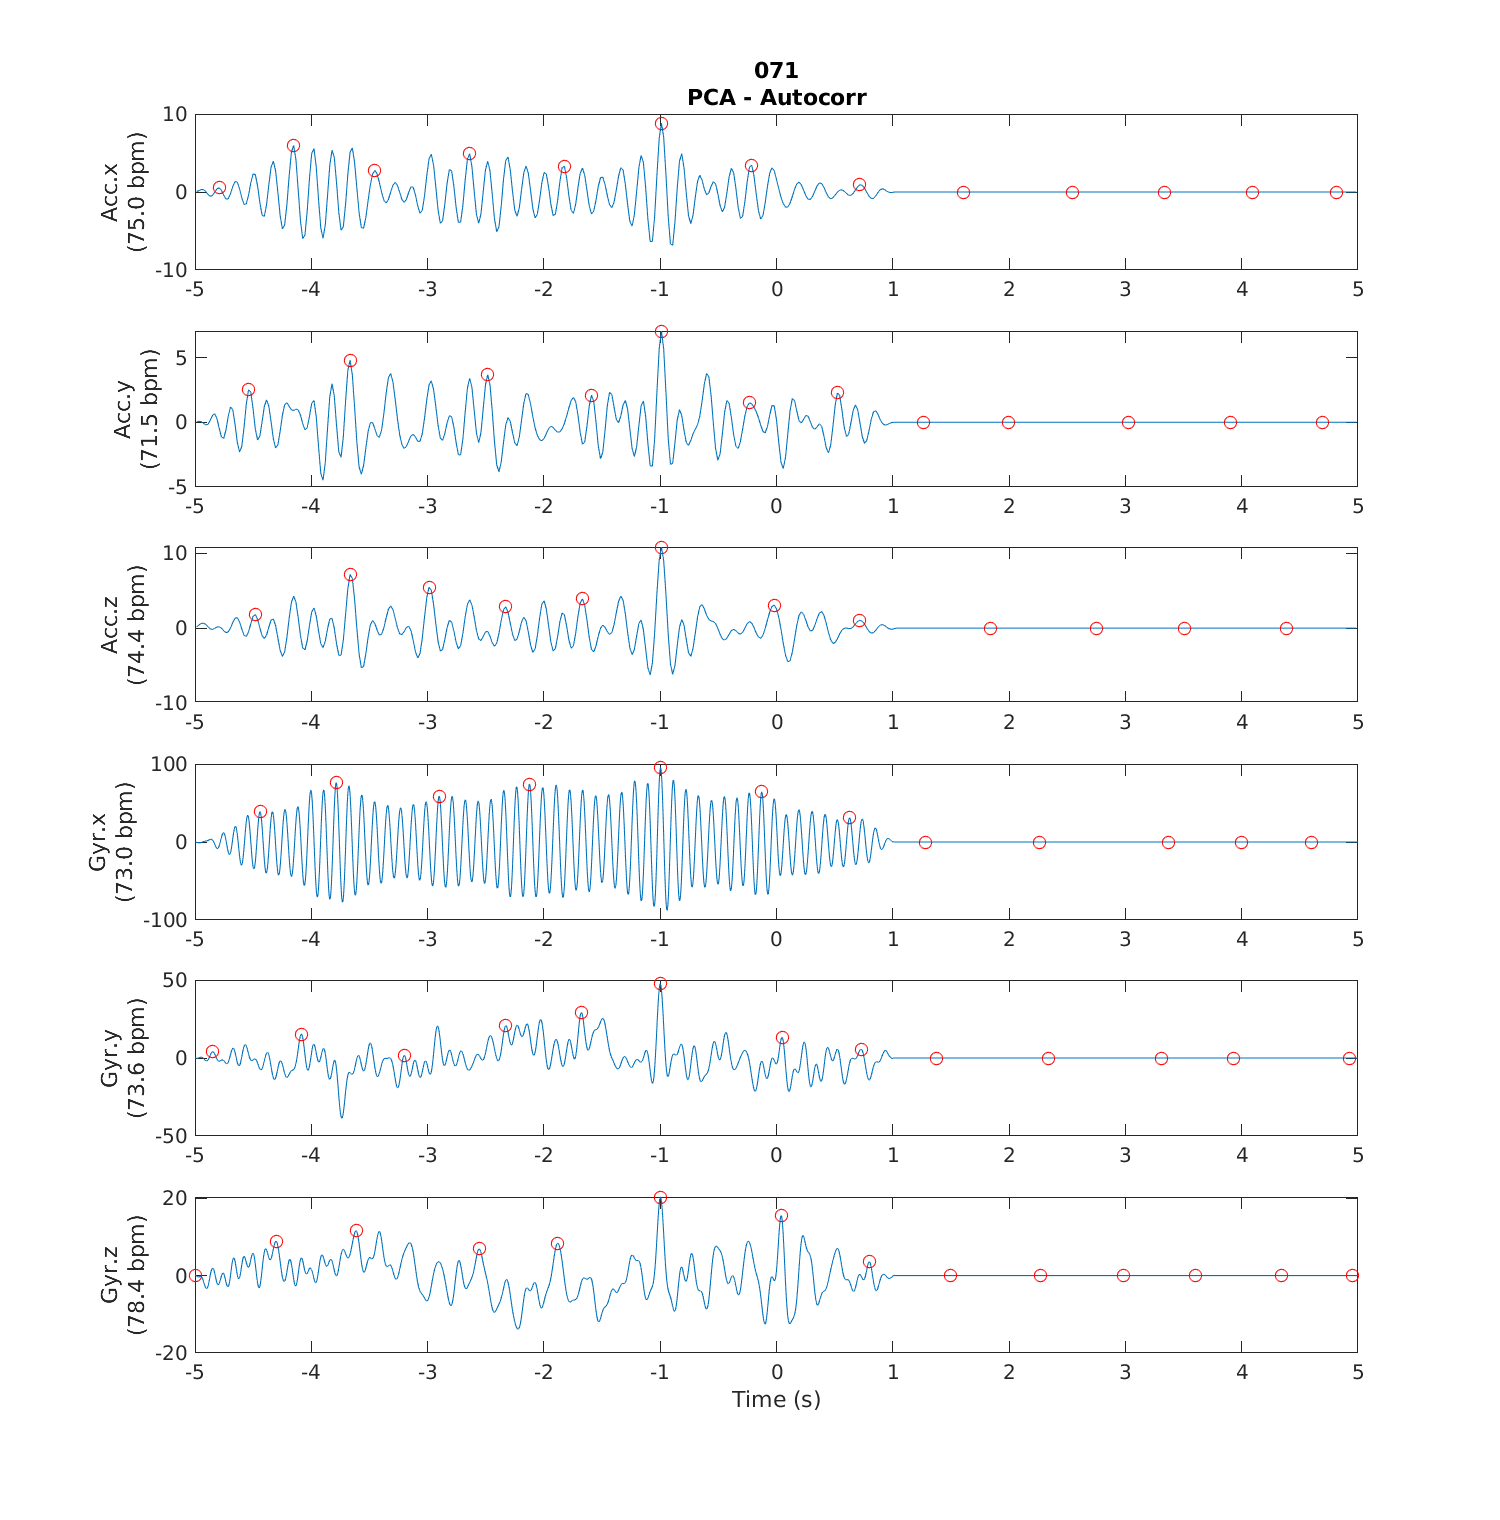 071
PCA - Autocorr
Acc.x
(75.0 bpm)
10
0
-10
-5 -4 -3 -2 -1 0 1 2 3 4 5
Acc.y
(71.5 bpm)
5
0
-5
-5 -4 -3 -2 -1 0 1 2 3 4 5
Acc.z
(74.4 bpm)
10
0
-10
-5 -4 -3 -2 -1 0 1 2 3 4 5
Gyr.x
(73.0 bpm)
100
0
-100
-5 -4 -3 -2 -1 0 1 2 3 4 5
Gyr.y
(73.6 bpm)
50
0
-50
-5 -4 -3 -2 -1 0 1 2 3 4 5
Gyr.z
(78.4 bpm)
20
0
-20
-5 -4 -3 -2 -1 0 1 2 3 4 5
Time (s)